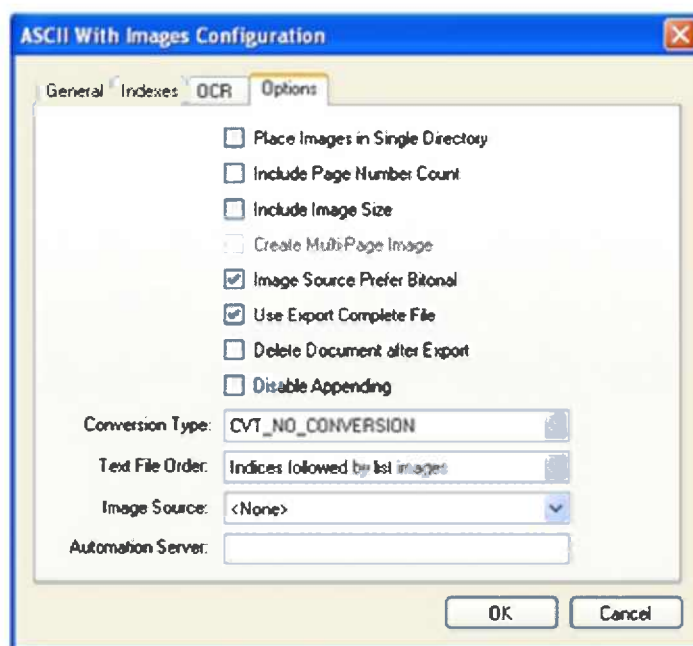 ASCII With Images Configuration
General Indexes OCR Options
Place Images in Single Directory
Include Page Number Count
Include Image Size
Create Multi-Page Image
Image Source Prefer Bitonal
Use Export Complete File
Delete Document after Export
Disable Appending
Conversion Type: CVT_NO_CONVERSION
Text File Order: Indices followed by list images
Image Source: <None>
Automation Server:
OK Cancel